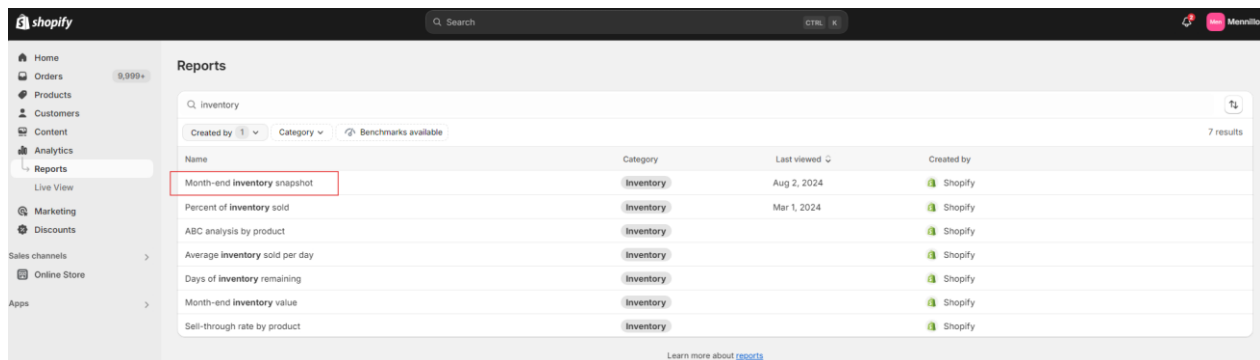 shopify
Search CTRL K 2 Men Mennillo
Home
Orders 9,999+
Products
Customers
Content
Analytics
Reports
Live View
Marketing
Discounts
Sales channels
Online Store
Apps
Reports
inventory
Created by 1 Category Benchmarks available 7 results
Name Category Last viewed Created by
Month-end inventory snapshot Inventory Aug 2, 2024 Shopify
Percent of inventory sold Inventory Mar 1, 2024 Shopify
ABC analysis by product Inventory Shopify
Average inventory sold per day Inventory Shopify
Days of inventory remaining Inventory Shopify
Month-end inventory value Inventory Shopify
Sell-through rate by product Inventory Shopify
Learn more about reports